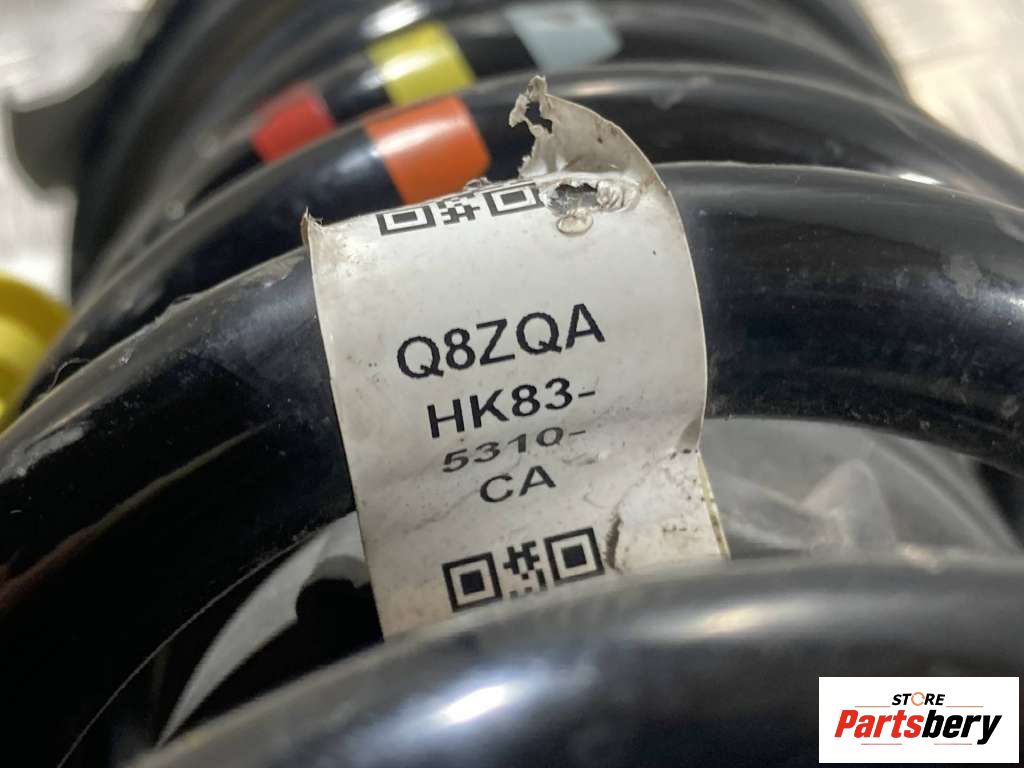 Q8ZQA
HK83-
5310-
CA
STORE
Partsbery